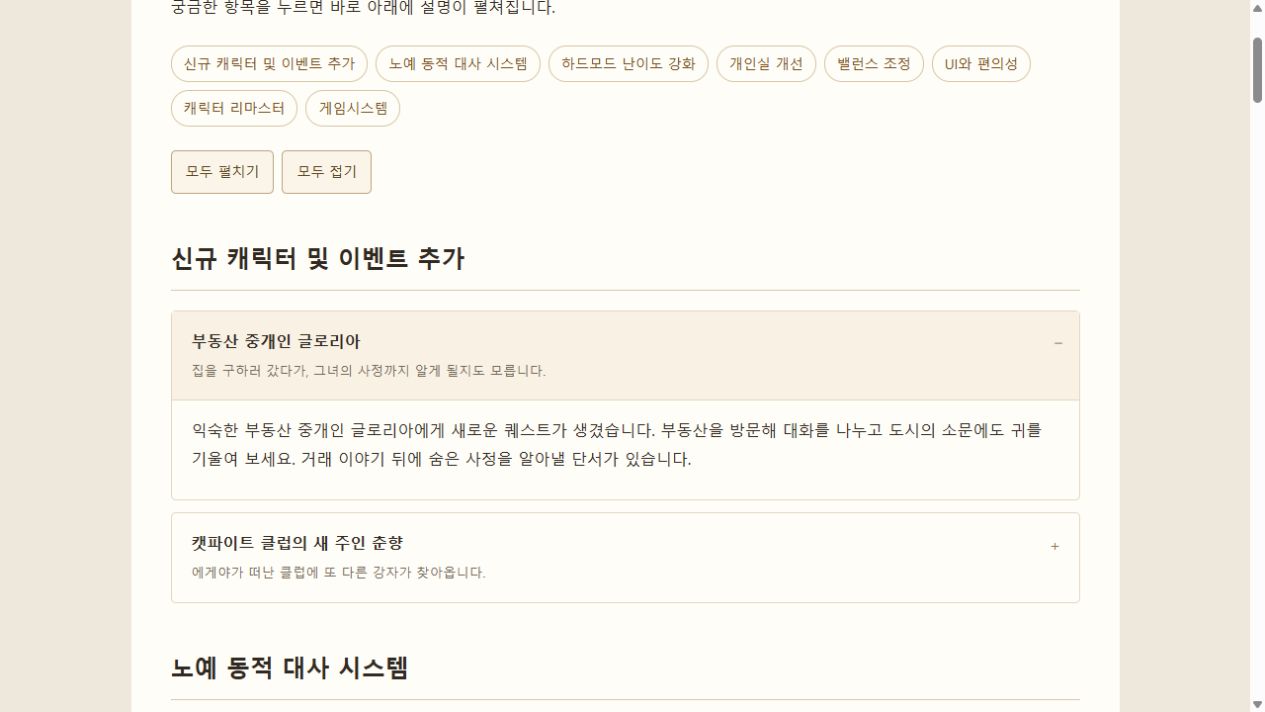 궁금한 항목을 누르면 바로 아래에 설명이 펼쳐집니다.
신규 캐릭터 및 이벤트 추가
노예 동적 대사 시스템
하드모드 난이도 강화
개인실 개선
밸런스 조정
UI와 편의성
캐릭터 리마스터
게임시스템
모두 펼치기
모두 접기
신규 캐릭터 및 이벤트 추가
부동산 중개인 글로리아
−
집을 구하러 갔다가, 그녀의 사정까지 알게 될지도 모릅니다.
익숙한 부동산 중개인 글로리아에게 새로운 퀘스트가 생겼습니다. 부동산을 방문해 대화를 나누고 도시의 소문에도 귀를
기울여 보세요. 거래 이야기 뒤에 숨은 사정을 알아낼 단서가 있습니다.
캣파이트 클럽의 새 주인 춘향
+
에게야가 떠난 클럽에 또 다른 강자가 찾아옵니다.
노예 동적 대사 시스템